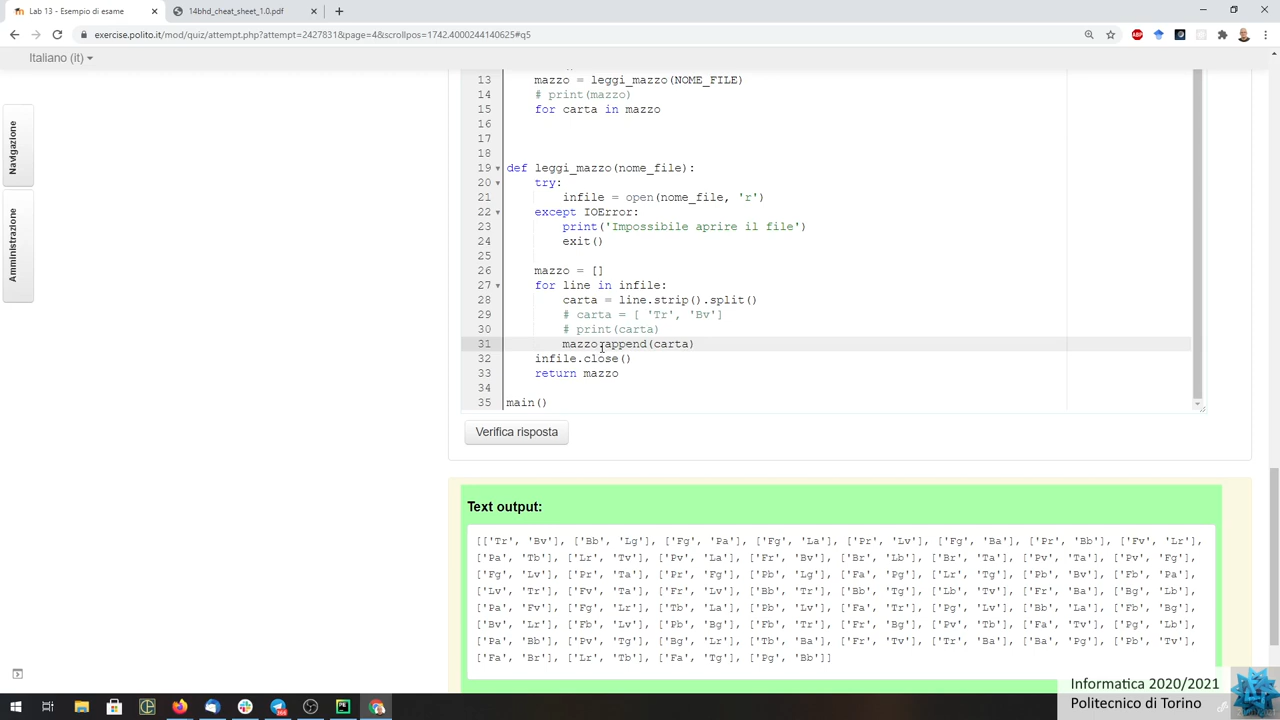 Lab 13 - Esempio di esame
14bhd_cheat_sheet_1.0.pdf
exercise.polito.it/mod/quiz/attempt.php?attempt=2427831&page=4&scrollpos=1742.4000244140625#q5
Italiano (it)
Navigazione
Amministrazione
13 mazzo = leggi_mazzo(NOME_FILE)
14 # print(mazzo)
15 for carta in mazzo
16
17
18
19 def leggi_mazzo(nome_file):
20 try:
21 infile = open(nome_file, 'r')
22 except IOError:
23 print('Impossibile aprire il file')
24 exit()
25
26 mazzo = []
27 for line in infile:
28 carta = line.strip().split()
29 # carta = [ 'Tr', 'Bv']
30 # print(carta)
31 mazzo.append(carta)
32 infile.close()
33 return mazzo
34
35 main()
Verifica risposta
Text output:
[['Tr', 'Bv'], ['Bb', 'Lg'], ['Fg', 'Pa'], ['Fg', 'La'], ['Pr', 'Lv'], ['Fg', 'Ba'], ['Pr', 'Bb'], ['Fv', 'Lr'],
['Pa', 'Tb'], ['Lr', 'Tv'], ['Pv', 'La'], ['Fr', 'Bv'], ['Br', 'Lb'], ['Br', 'Ta'], ['Pv', 'Ta'], ['Pv', 'Fg'],
['Fg', 'Lv'], ['Pr', 'Ta'], ['Pr', 'Fg'], ['Pb', 'Lg'], ['Fa', 'Pg'], ['Lr', 'Tg'], ['Pb', 'Bv'], ['Fb', 'Pa'],
['Lv', 'Tr'], ['Fv', 'Ta'], ['Fr', 'Lv'], ['Bb', 'Tr'], ['Bb', 'Tg'], ['Lb', 'Tv'], ['Fr', 'Ba'], ['Bg', 'Lb'],
['Pa', 'Fv'], ['Fg', 'Lr'], ['Tb', 'La'], ['Pb', 'Lv'], ['Fa', 'Tr'], ['Pg', 'Lv'], ['Bb', 'La'], ['Fb', 'Bg'],
['Bv', 'Lr'], ['Fb', 'Lv'], ['Pb', 'Bg'], ['Fb', 'Tr'], ['Fr', 'Bg'], ['Pv', 'Tb'], ['Fa', 'Tv'], ['Pg', 'Lb'],
['Pa', 'Bb'], ['Pv', 'Tg'], ['Bg', 'Lr'], ['Tb', 'Ba'], ['Fr', 'Tv'], ['Tr', 'Ba'], ['Ba', 'Pg'], ['Pb', 'Tv'],
['Fa', 'Br'], ['Lr', 'Tb'], ['Fa', 'Tg'], ['Pg', 'Bb']]
Informatica 2020/2021
Politecnico di Torino